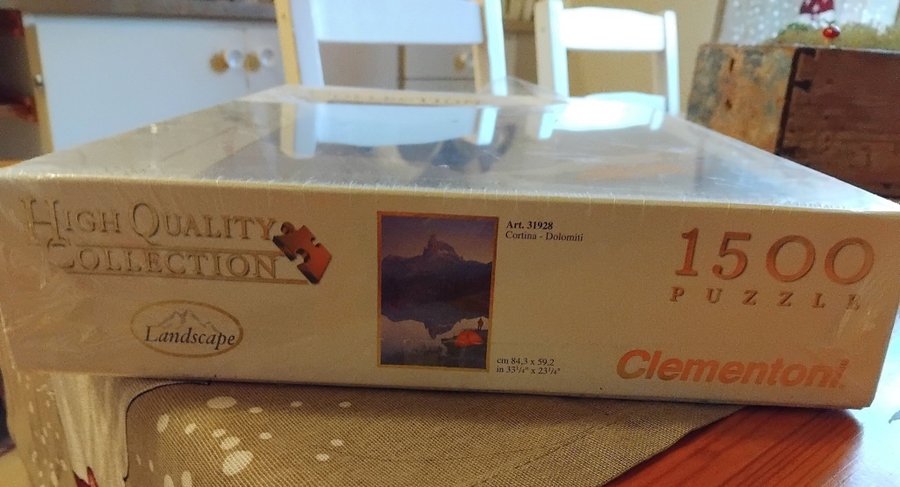 HIGH QUALITY
COLLECTION
Landscape
Art. 31928
Cortina - Dolomiti
cm 84,3 x 59,2
in 33¹/₄" x 23¹/₄"
1500
PUZZLE
Clementoni